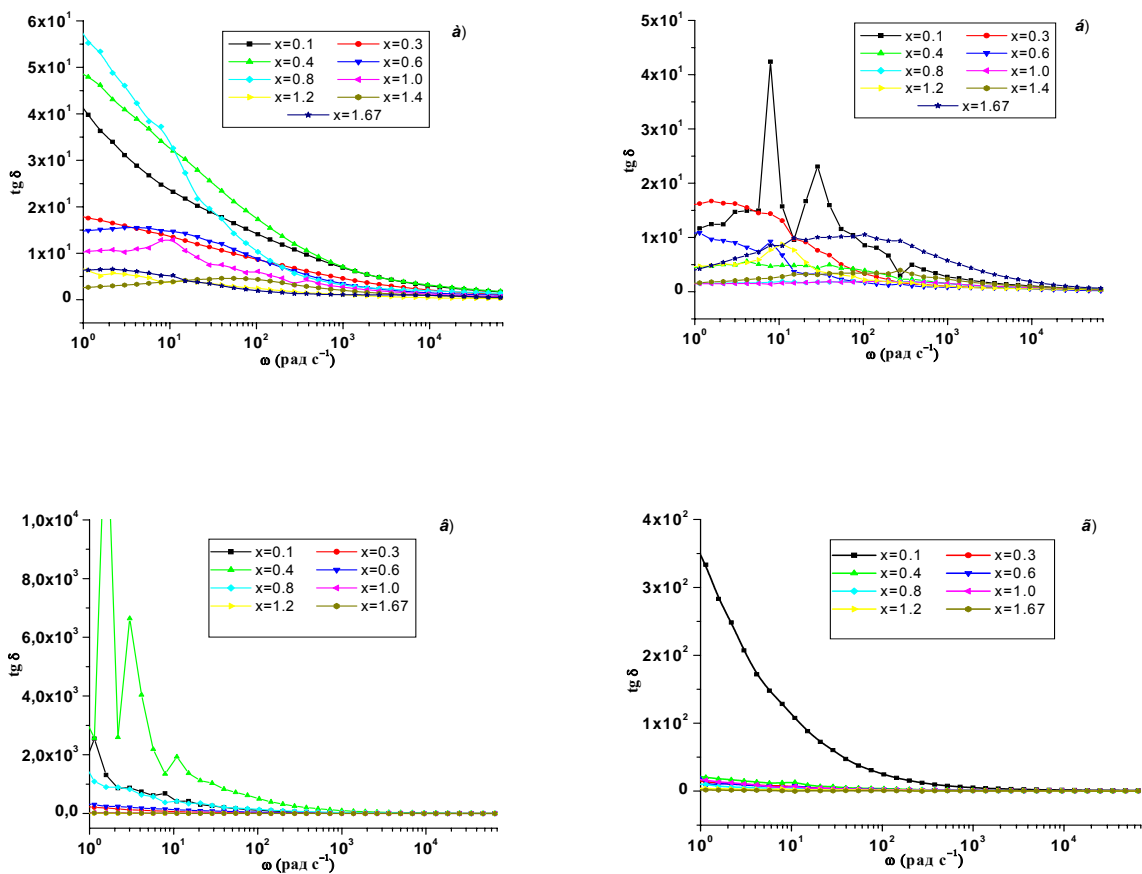 à)
6x10¹
5x10¹
4x10¹
3x10¹
2x10¹
1x10¹
0
tg δ
x=0.1 x=0.3
x=0.4 x=0.6
x=0.8 x=1.0
x=1.2 x=1.4
x=1.67
10⁰ 10¹ 10² 10³ 10⁴
ω (рад с⁻¹)
á)
5x10¹
4x10¹
3x10¹
2x10¹
1x10¹
0
tg δ
x=0.1 x=0.3
x=0.4 x=0.6
x=0.8 x=1.0
x=1.2 x=1.4
x=1.67
10⁰ 10¹ 10² 10³ 10⁴
ω (рад с⁻¹)
â)
1,0x10⁴
8,0x10³
6,0x10³
4,0x10³
2,0x10³
0,0
tg δ
x=0.1 x=0.3
x=0.4 x=0.6
x=0.8 x=1.0
x=1.2 x=1.67
10⁰ 10¹ 10² 10³ 10⁴
ω (рад с⁻¹)
ã)
4x10²
3x10²
2x10²
1x10²
0
tg δ
x=0.1 x=0.3
x=0.4 x=0.6
x=0.8 x=1.0
x=1.2 x=1.67
10⁰ 10¹ 10² 10³ 10⁴
ω (рад с⁻¹)